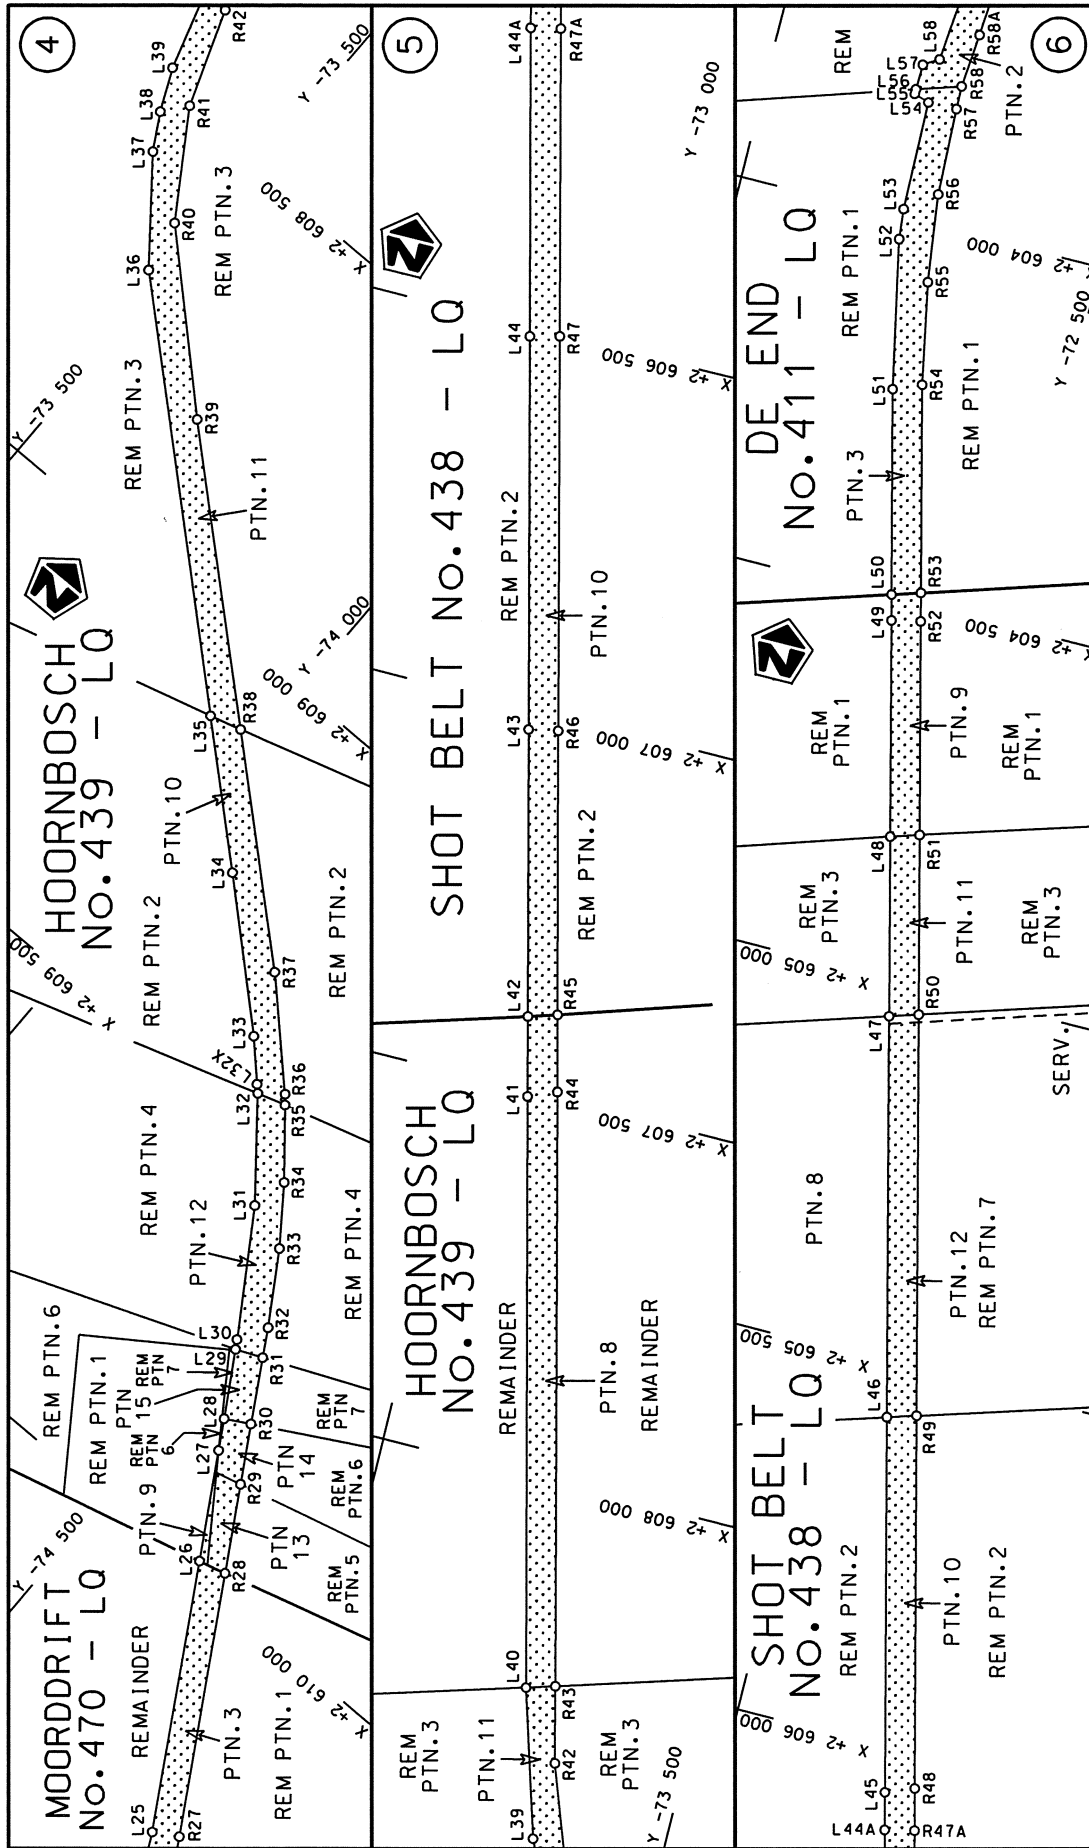 4
MOORDDRIFT
No.470 - LQ
HOORNBOSCH
No.439 - LQ
L25
L26
L27
L28
L29
L30
L31
L32
L32X
L33
L34
L35
L36
L37
L38
L39
R27
R28
R29
R30
R31
R32
R33
R34
R35
R36
R37
R38
R39
R40
R41
R42
REMAINDER
PTN.3
REM PTN.1
Y -74 500
X +2 610 000
PTN.9
PTN
13
REM
PTN.5
REM PTN.6
REM PTN.1
REM
PTN
6
PTN
15
REM
PTN
7
PTN
14
REM
PTN.6
REM
PTN
7
PTN.12
REM PTN.4
REM PTN.4
X +2 609 500
REM PTN.2
PTN.10
REM PTN.2
X +2 609 000
Y -74 000
REM PTN.3
PTN.11
REM PTN.3
Y -73 500
X +2 608 500
Y -73 500
N
5
HOORNBOSCH
No.439 - LQ
SHOT BELT No.438 - LQ
L39
L40
L41
L42
L43
L44
L44A
R42
R43
R44
R45
R46
R47
R47A
REM
PTN.3
PTN.11
REM
PTN.3
Y -73 500
REMAINDER
PTN.8
REMAINDER
X +2 608 000
X +2 607 500
REM PTN.2
REM PTN.2
PTN.10
X +2 607 000
X +2 606 500
Y -73 000
N
6
SHOT BELT
No.438 - LQ
DE END
No.411 - LQ
L44A
L45
L46
L47
L48
L49
L50
L51
L52
L53
L54
L55
L56
L57
L58
R47A
R48
R49
R50
R51
R52
R53
R54
R55
R56
R57
R58
R58A
X +2 606 000
REM PTN.2
PTN.10
REM PTN.2
X +2 605 500
PTN.8
PTN.12
REM PTN.7
SERV.
X +2 605 000
REM
PTN.3
PTN.11
REM
PTN.3
REM
PTN.1
PTN.9
REM
PTN.1
X +2 604 500
PTN.3
REM PTN.1
REM PTN.1
X +2 604 000
Y -72 500
REM
PTN.2
N